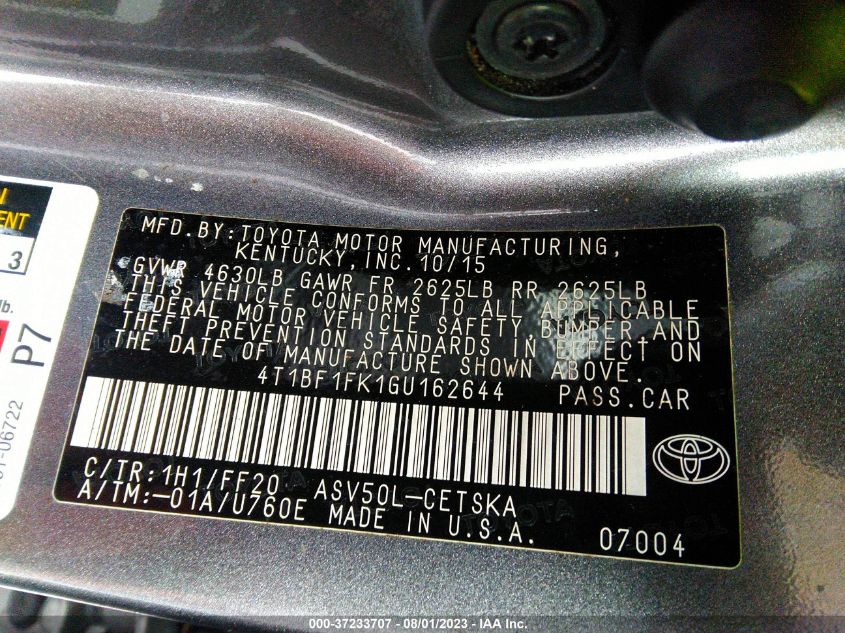 MFD.BY:TOYOTA MOTOR MANUFACTURING,
KENTUCKY, INC. 10/15
GVWR 4630LB GAWR FR 2625LB RR 2625LB
THIS VEHICLE CONFORMS TO ALL APPLICABLE
FEDERAL MOTOR VEHICLE SAFETY BUMPER AND
THEFT PREVENTION STANDARDS IN EFFECT ON
THE DATE OF MANUFACTURE SHOWN ABOVE.
4T1BF1FK1GU162644 PASS.CAR
C/TR:1H1/FF20 ASV50L-CETSKA
A/TM:-01A/U760E MADE IN U.S.A.
07004
3
lb.
P7
06722
000-37233707 - 08/01/2023 - IAA Inc.